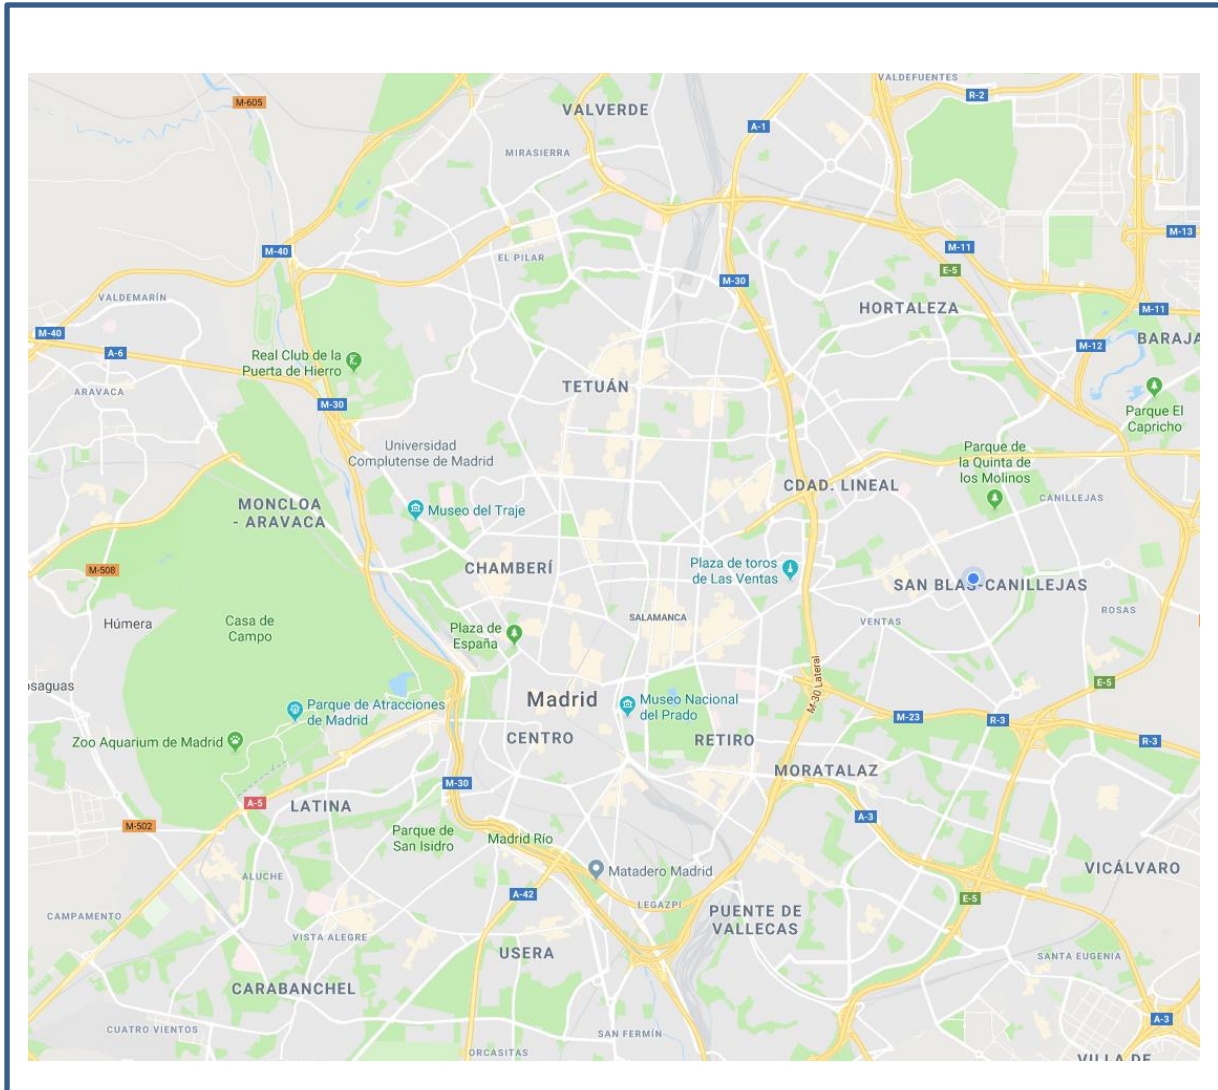 VALDEFUENTES
M-605
R-2
VALVERDE
A-1
MIRASIERRA
M-13
M-40
M-11
EL PILAR
E-5
M-30
VALDEMARÍN
HORTALEZA
M-11
M-40
BARAJA
M-12
A-6
Real Club de la
Puerta de Hierro
TETUÁN
ARAVACA
M-30
Parque El
Capricho
Universidad
Complutense de Madrid
Parque de
la Quinta de
los Molinos
CDAD. LINEAL
CANILLEJAS
MONCLOA
- ARAVACA
Museo del Traje
Plaza de toros
de Las Ventas
M-508
CHAMBERÍ
SAN BLAS-CANILLEJAS
ROSAS
Húmera
Casa de
Campo
SALAMANCA
VENTAS
Plaza de
España
M-30 Lateral
osaguas
E-5
Madrid
Museo Nacional
del Prado
Parque de Atracciones
de Madrid
M-23
R-3
Zoo Aquarium de Madrid
CENTRO
RETIRO
R-3
MORATALAZ
M-30
A-5
LATINA
A-3
M-502
Parque de
San Isidro
Madrid Río
Matadero Madrid
VICÁLVARO
ALUCHE
A-42
E-5
LEGAZPI
CAMPAMENTO
PUENTE DE
VALLECAS
VISTA ALEGRE
USERA
SANTA EUGENIA
CARABANCHEL
A-3
CUATRO VIENTOS
SAN FERMÍN
ORCASITAS
VILLA DE